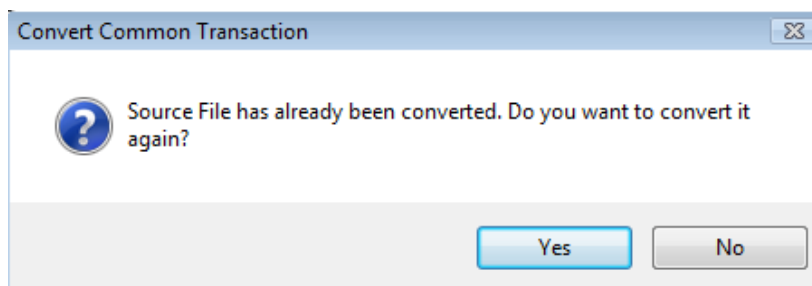 Convert Common Transaction
Source File has already been converted. Do you want to convert it
again?
Yes
No